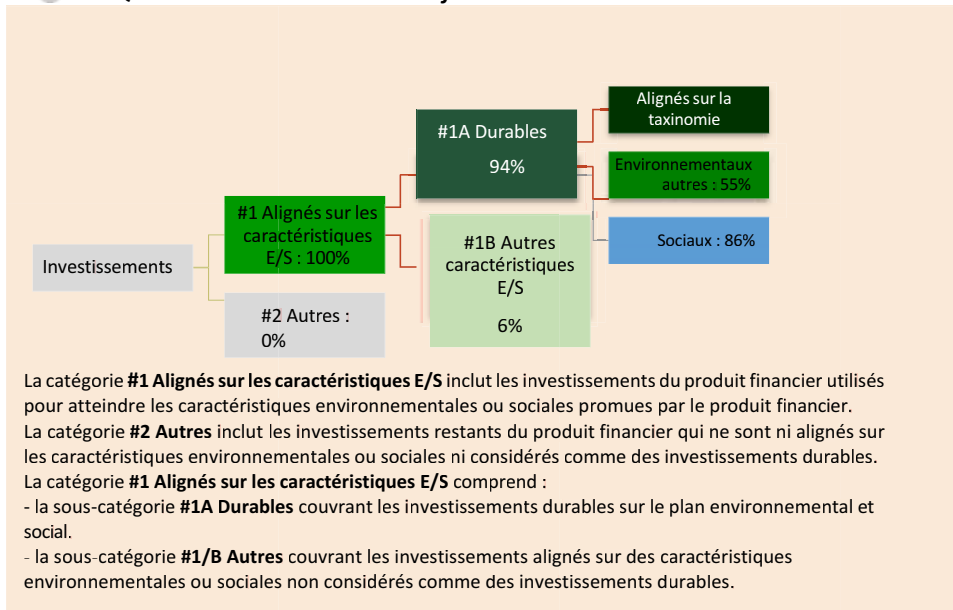 Alignés sur la
taxinomie
#1A Durables
94%
Environnementaux
autres : 55%
#1 Alignés sur les
caractéristiques
E/S : 100%
#1B Autres
caractéristiques
E/S
6%
Sociaux : 86%
Investissements
#2 Autres :
0%
La catégorie #1 Alignés sur les caractéristiques E/S inclut les investissements du produit financier utilisés
pour atteindre les caractéristiques environnementales ou sociales promues par le produit financier.
La catégorie #2 Autres inclut les investissements restants du produit financier qui ne sont ni alignés sur
les caractéristiques environnementales ou sociales ni considérés comme des investissements durables.
La catégorie #1 Alignés sur les caractéristiques E/S comprend :
- la sous-catégorie #1A Durables couvrant les investissements durables sur le plan environnemental et
social.
- la sous-catégorie #1/B Autres couvrant les investissements alignés sur des caractéristiques
environnementales ou sociales non considérés comme des investissements durables.